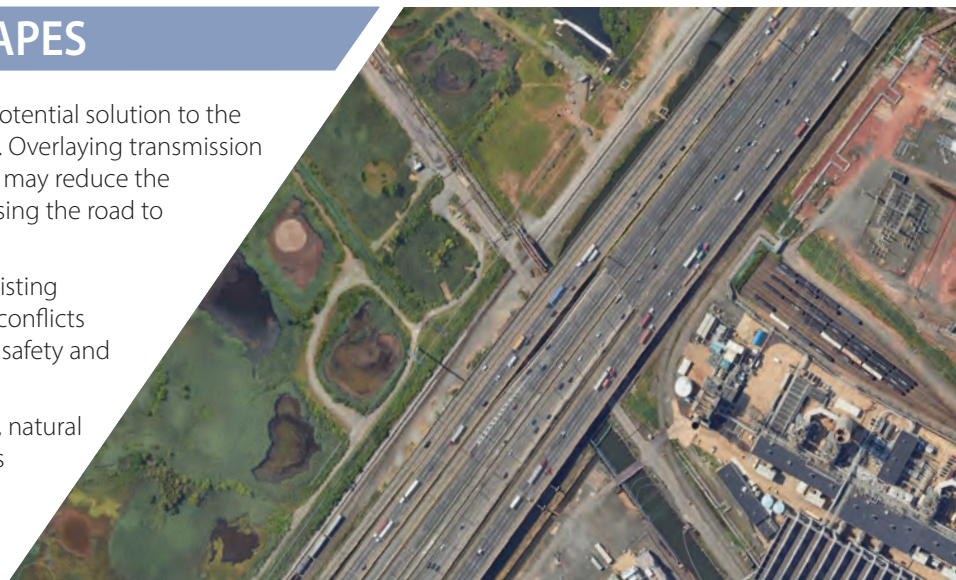 APES
otential solution to the
. Overlaying transmission
may reduce the
sing the road to
isting
conflicts
safety and
, natural
s